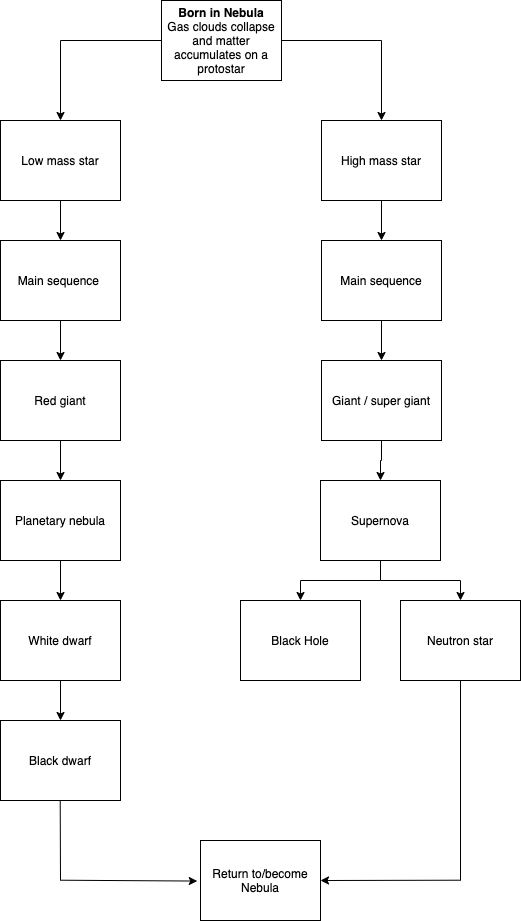 Born in Nebula
Gas clouds collapse
and matter
accumulates on a
protostar
Low mass star
High mass star
Main sequence
Main sequence
Red giant
Giant / super giant
Planetary nebula
Supernova
White dwarf
Black Hole
Neutron star
Black dwarf
Return to/become
Nebula